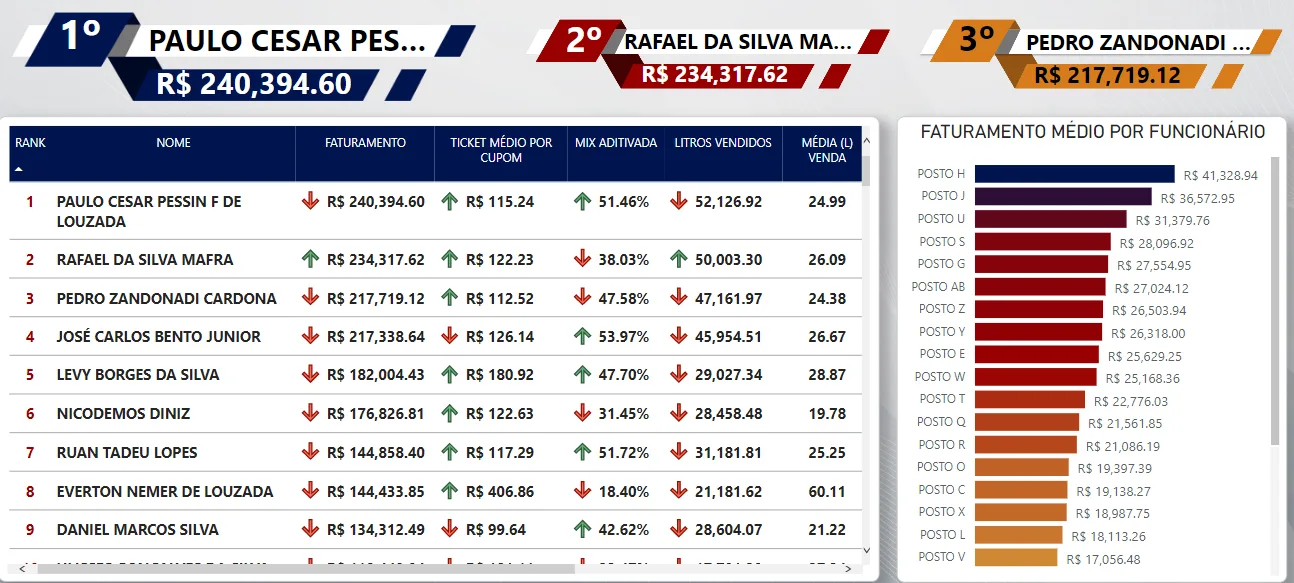 1º
PAULO CESAR PES...
R$ 240,394.60
2º
RAFAEL DA SILVA MA...
R$ 234,317.62
3º
PEDRO ZANDONADI ...
R$ 217,719.12
RANK NOME FATURAMENTO TICKET MÉDIO POR CUPOM MIX ADITIVADA LITROS VENDIDOS MÉDIA (L) VENDA
1 PAULO CESAR PESSIN F DE LOUZADA R$ 240,394.60 R$ 115.24 51.46% 52,126.92 24.99
2 RAFAEL DA SILVA MAFRA R$ 234,317.62 R$ 122.23 38.03% 50,003.30 26.09
3 PEDRO ZANDONADI CARDONA R$ 217,719.12 R$ 112.52 47.58% 47,161.97 24.38
4 JOSÉ CARLOS BENTO JUNIOR R$ 217,338.64 R$ 126.14 53.97% 45,954.51 26.67
5 LEVY BORGES DA SILVA R$ 182,004.43 R$ 180.92 47.70% 29,027.34 28.87
6 NICODEMOS DINIZ R$ 176,826.81 R$ 122.63 31.45% 28,458.48 19.78
7 RUAN TADEU LOPES R$ 144,858.40 R$ 117.29 51.72% 31,181.81 25.25
8 EVERTON NEMER DE LOUZADA R$ 144,433.85 R$ 406.86 18.40% 21,181.62 60.11
9 DANIEL MARCOS SILVA R$ 134,312.49 R$ 99.64 42.62% 28,604.07 21.22
FATURAMENTO MÉDIO POR FUNCIONÁRIO
POSTO H R$ 41,328.94
POSTO J R$ 36,572.95
POSTO U R$ 31,379.76
POSTO S R$ 28,096.92
POSTO G R$ 27,554.95
POSTO AB R$ 27,024.12
POSTO Z R$ 26,503.94
POSTO Y R$ 26,318.00
POSTO E R$ 25,629.25
POSTO W R$ 25,168.36
POSTO T R$ 22,776.03
POSTO Q R$ 21,561.85
POSTO R R$ 21,086.19
POSTO O R$ 19,397.39
POSTO C R$ 19,138.27
POSTO X R$ 18,987.75
POSTO L R$ 18,113.26
POSTO V R$ 17,056.48